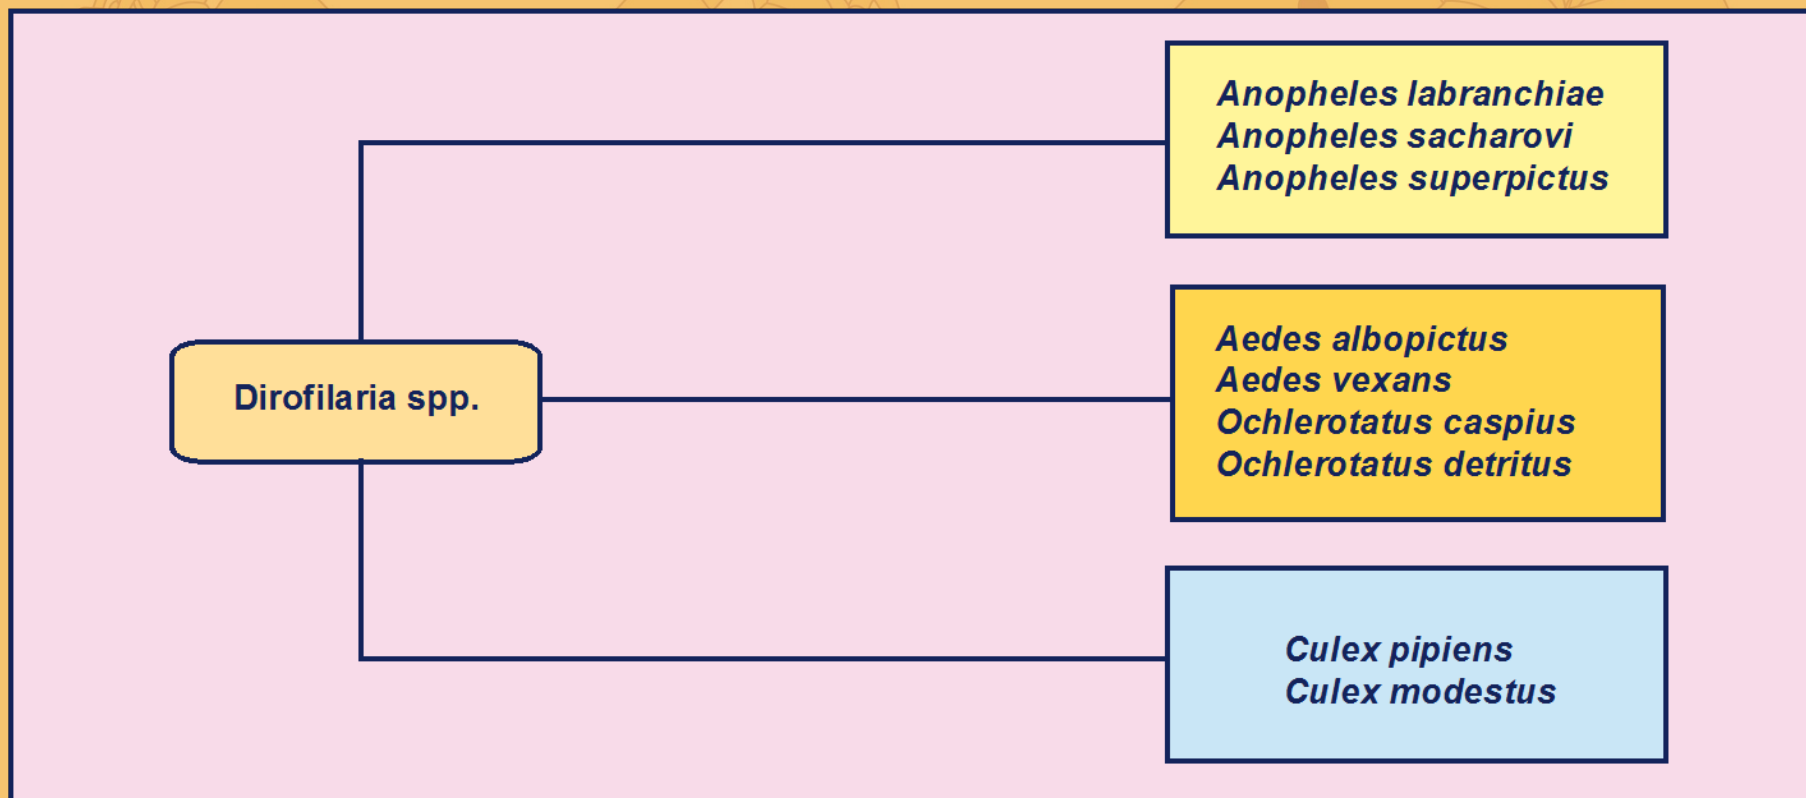 Anopheles labranchiae
Anopheles sacharovi
Anopheles superpictus
Dirofilaria spp.
Aedes albopictus
Aedes vexans
Ochlerotatus caspius
Ochlerotatus detritus
Culex pipiens
Culex modestus